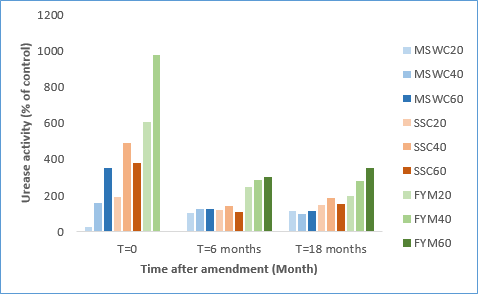 1200
1000
800
600
400
200
0
Urease activity (% of control)
T=0
T=6 months
T=18 months
Time after amendment (Month)
MSWC20
MSWC40
MSWC60
SSC20
SSC40
SSC60
FYM20
FYM40
FYM60